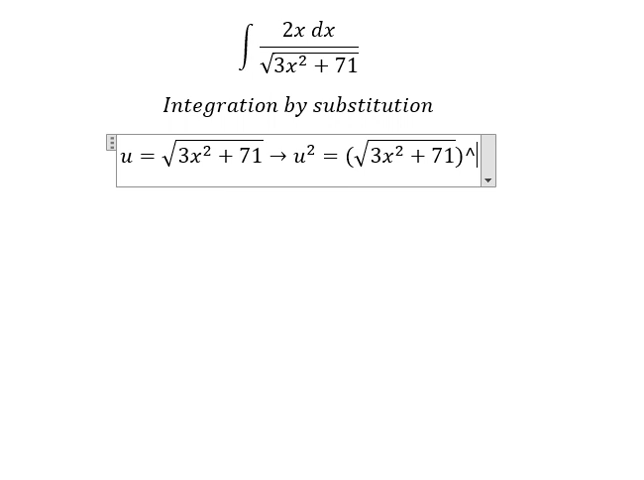 ∫ 2x dx / √(3x² + 71)
Integration by substitution
u = √(3x² + 71) → u² = (√(3x² + 71))^